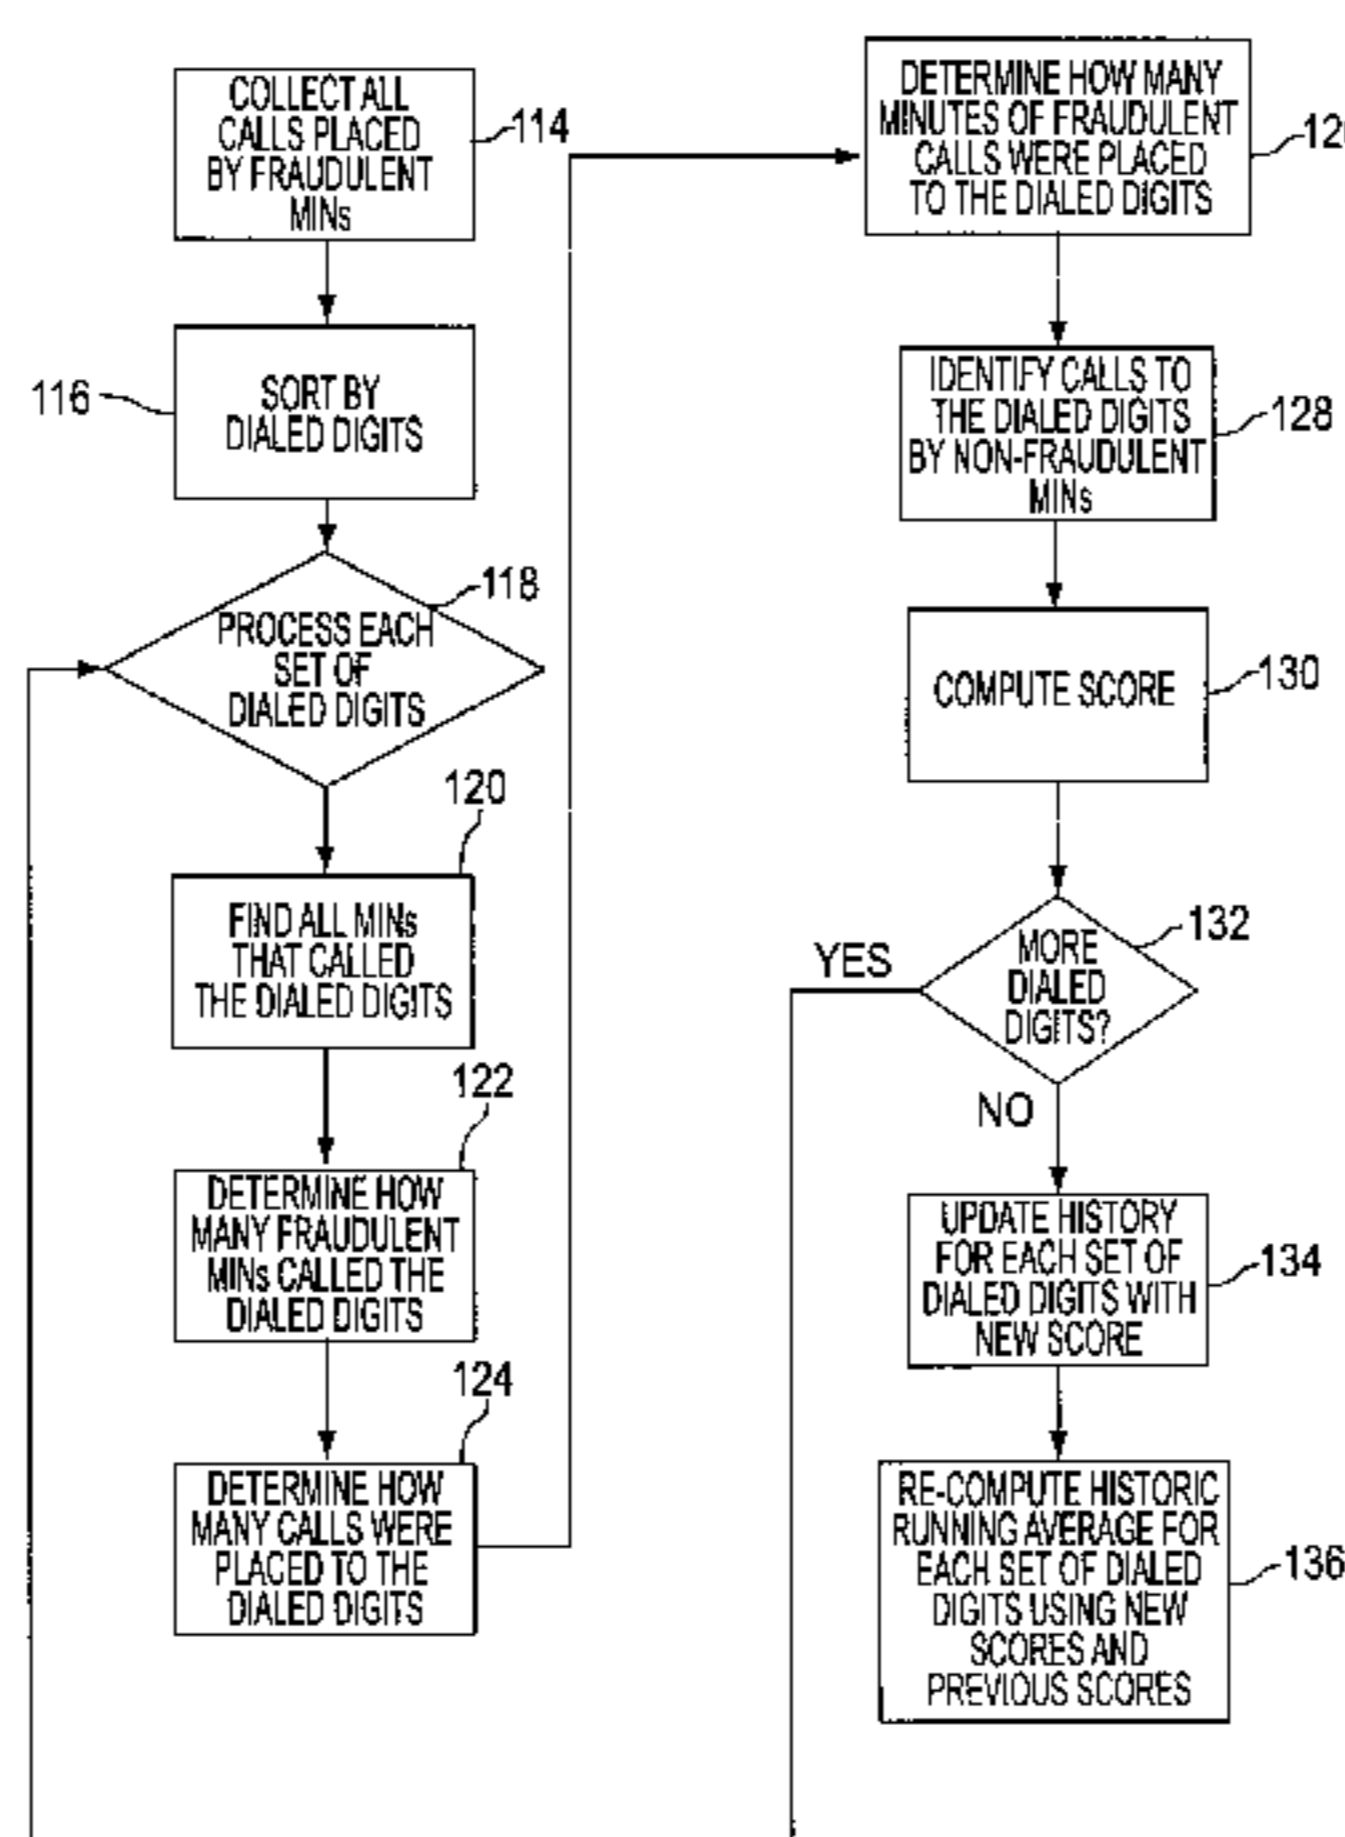 COLLECT ALL
CALLS PLACED
BY FRAUDULENT
MINs
114
SORT BY
DIALED DIGITS
116
PROCESS EACH
SET OF
DIALED DIGITS
118
FIND ALL MINs
THAT CALLED
THE DIALED DIGITS
120
DETERMINE HOW
MANY FRAUDULENT
MINs CALLED THE
DIALED DIGITS
122
DETERMINE HOW
MANY CALLS WERE
PLACED TO THE
DIALED DIGITS
124
DETERMINE HOW MANY
MINUTES OF FRAUDULENT
CALLS WERE PLACED
TO THE DIALED DIGITS
IDENTIFY CALLS TO
THE DIALED DIGITS
BY NON-FRAUDULENT
MINs
128
COMPUTE SCORE
130
MORE
DIALED
DIGITS?
132
YES
NO
UPDATE HISTORY
FOR EACH SET OF
DIALED DIGITS WITH
NEW SCORE
134
RE-COMPUTE HISTORIC
RUNNING AVERAGE FOR
EACH SET OF DIALED
DIGITS USING NEW
SCORES AND
PREVIOUS SCORES
136